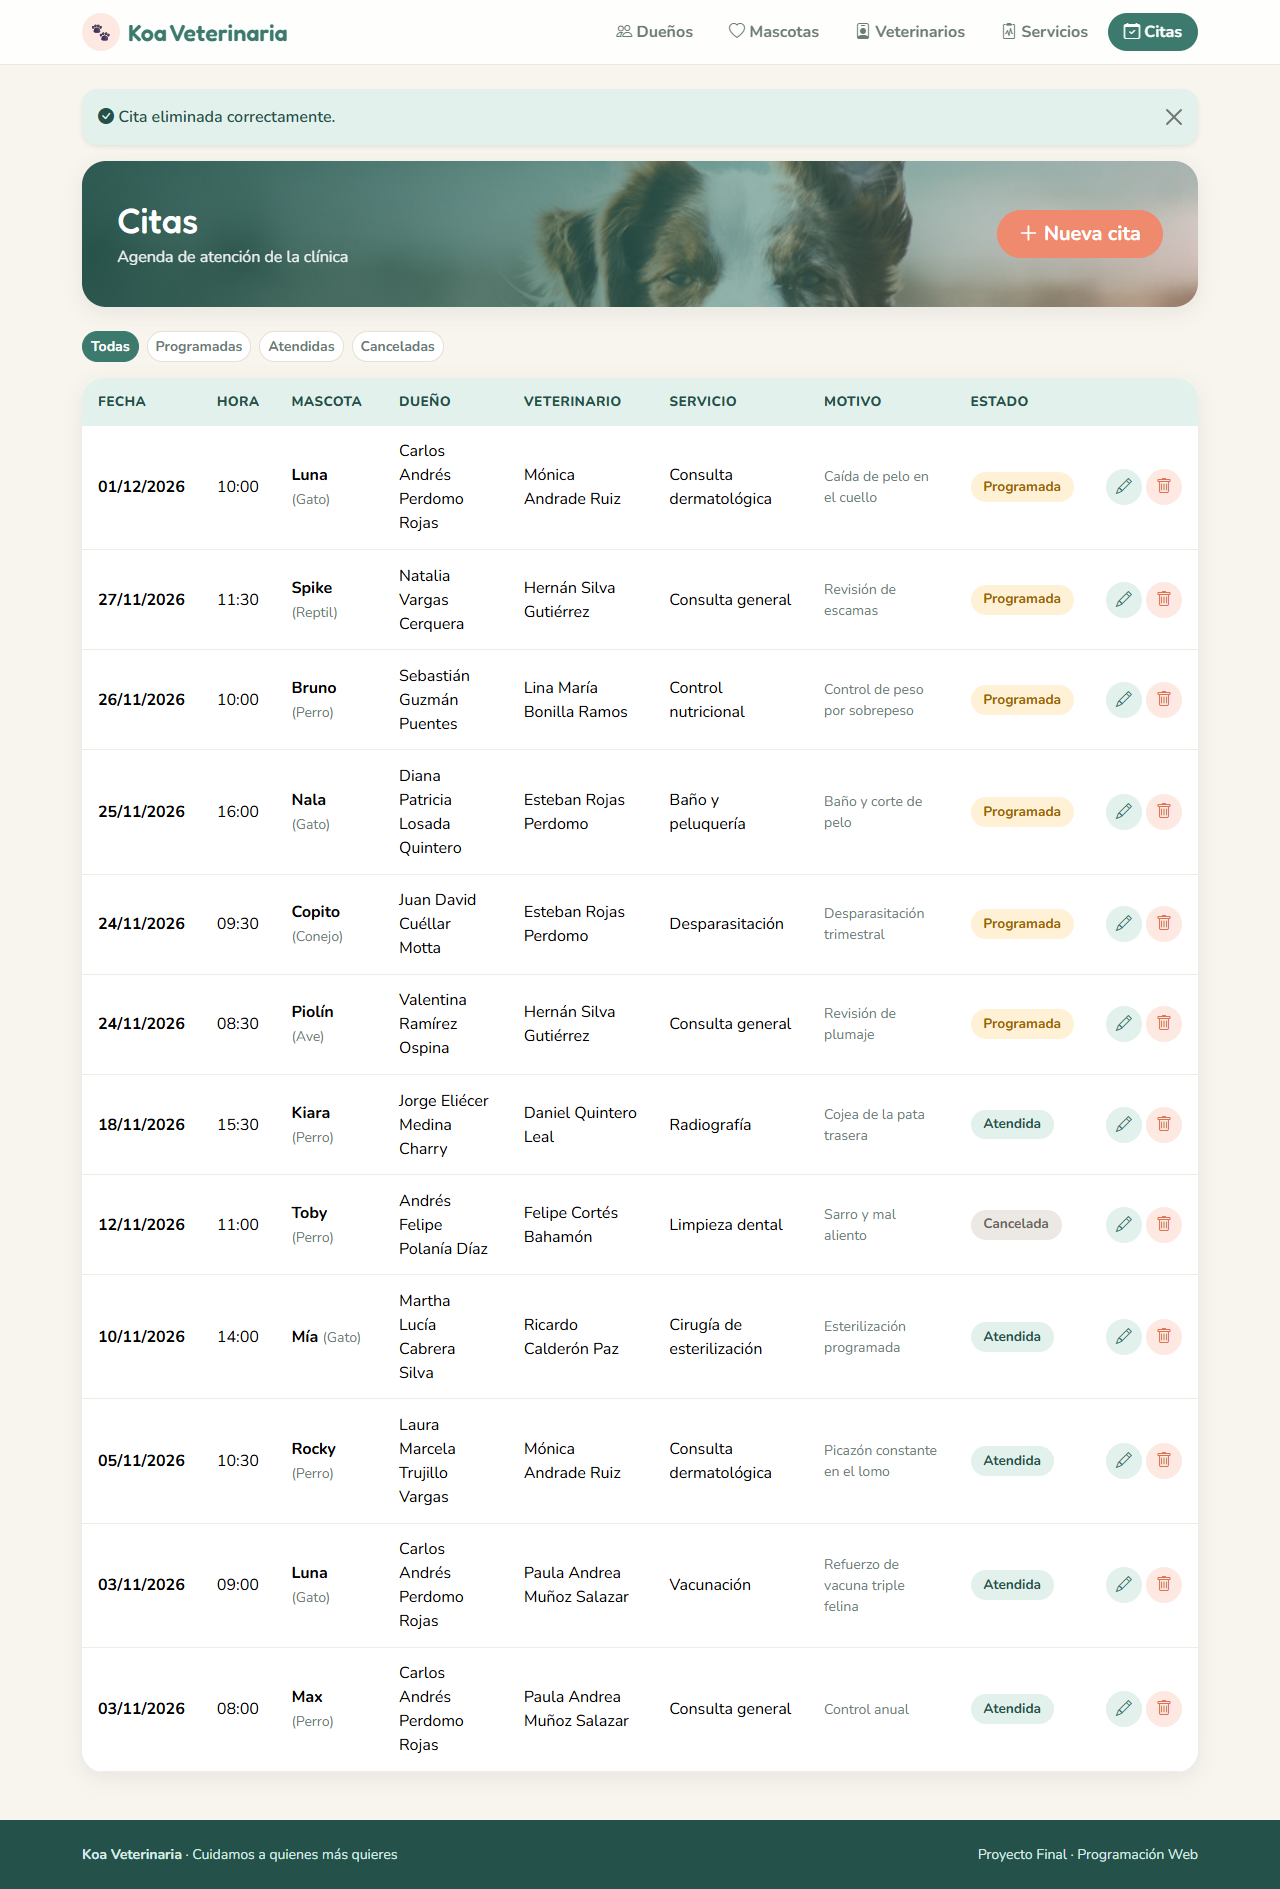 Koa Veterinaria
Dueños
Mascotas
Veterinarios
Servicios
Citas
Cita eliminada correctamente.
Citas
Agenda de atención de la clínica
+ Nueva cita
Todas
Programadas
Atendidas
Canceladas
FECHA HORA MASCOTA DUEÑO VETERINARIO SERVICIO MOTIVO ESTADO
01/12/2026
10:00
Luna
(Gato)
Carlos
Andrés
Perdomo
Rojas
Mónica
Andrade Ruiz
Consulta
dermatológica
Caída de pelo en
el cuello
Programada
27/11/2026
11:30
Spike
(Reptil)
Natalia
Vargas
Cerquera
Hernán Silva
Gutiérrez
Consulta general
Revisión de
escamas
Programada
26/11/2026
10:00
Bruno
(Perro)
Sebastián
Guzmán
Puentes
Lina María
Bonilla Ramos
Control
nutricional
Control de peso
por sobrepeso
Programada
25/11/2026
16:00
Nala
(Gato)
Diana
Patricia
Losada
Quintero
Esteban Rojas
Perdomo
Baño y
peluquería
Baño y corte de
pelo
Programada
24/11/2026
09:30
Copito
(Conejo)
Juan David
Cuéllar
Motta
Esteban Rojas
Perdomo
Desparasitación
Desparasitación
trimestral
Programada
24/11/2026
08:30
Piolín
(Ave)
Valentina
Ramírez
Ospina
Hernán Silva
Gutiérrez
Consulta general
Revisión de
plumaje
Programada
18/11/2026
15:30
Kiara
(Perro)
Jorge Eliécer
Medina
Charry
Daniel Quintero
Leal
Radiografía
Cojea de la pata
trasera
Atendida
12/11/2026
11:00
Toby
(Perro)
Andrés
Felipe
Polanía Díaz
Felipe Cortés
Bahamón
Limpieza dental
Sarro y mal
aliento
Cancelada
10/11/2026
14:00
Mía (Gato)
Martha
Lucía
Cabrera
Silva
Ricardo
Calderón Paz
Cirugía de
esterilización
Esterilización
programada
Atendida
05/11/2026
10:30
Rocky
(Perro)
Laura
Marcela
Trujillo
Vargas
Mónica
Andrade Ruiz
Consulta
dermatológica
Picazón constante
en el lomo
Atendida
03/11/2026
09:00
Luna
(Gato)
Carlos
Andrés
Perdomo
Rojas
Paula Andrea
Muñoz Salazar
Vacunación
Refuerzo de
vacuna triple
felina
Atendida
03/11/2026
08:00
Max
(Perro)
Carlos
Andrés
Perdomo
Rojas
Paula Andrea
Muñoz Salazar
Consulta general
Control anual
Atendida
Koa Veterinaria · Cuidamos a quienes más quieres
Proyecto Final · Programación Web